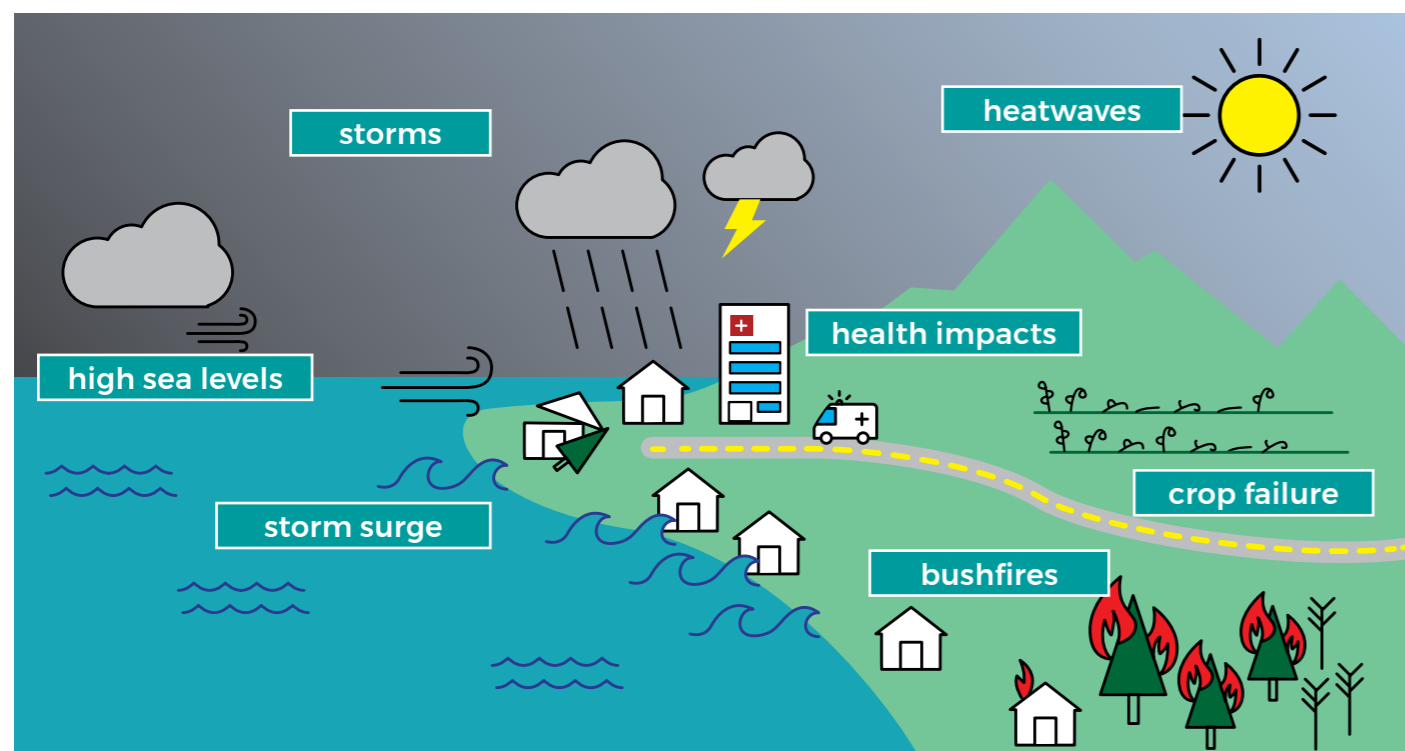 heatwaves
storms
health impacts
high sea levels
crop failure
storm surge
bushfires